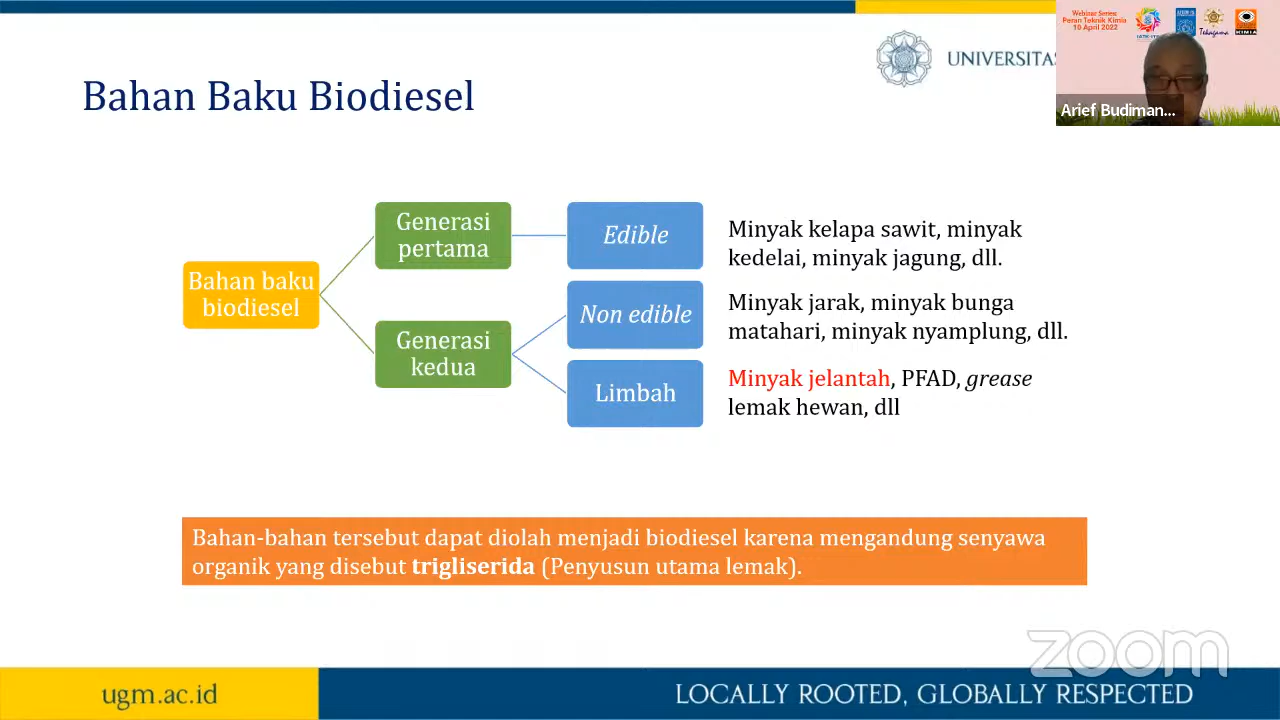 Bahan Baku Biodiesel
UNIVERSITAS
Webinar Series:
Peran Teknik Kimia
10 April 2022
Tekagama
KIMIA
Arief Budiman...
Bahan baku
biodiesel
Generasi
pertama
Edible
Minyak kelapa sawit, minyak
kedelai, minyak jagung, dll.
Generasi
kedua
Non edible
Minyak jarak, minyak bunga
matahari, minyak nyamplung, dll.
Limbah
Minyak jelantah, PFAD, grease
lemak hewan, dll
Bahan-bahan tersebut dapat diolah menjadi biodiesel karena mengandung senyawa
organik yang disebut trigliserida (Penyusun utama lemak).
zoom
ugm.ac.id
LOCALLY ROOTED, GLOBALLY RESPECTED